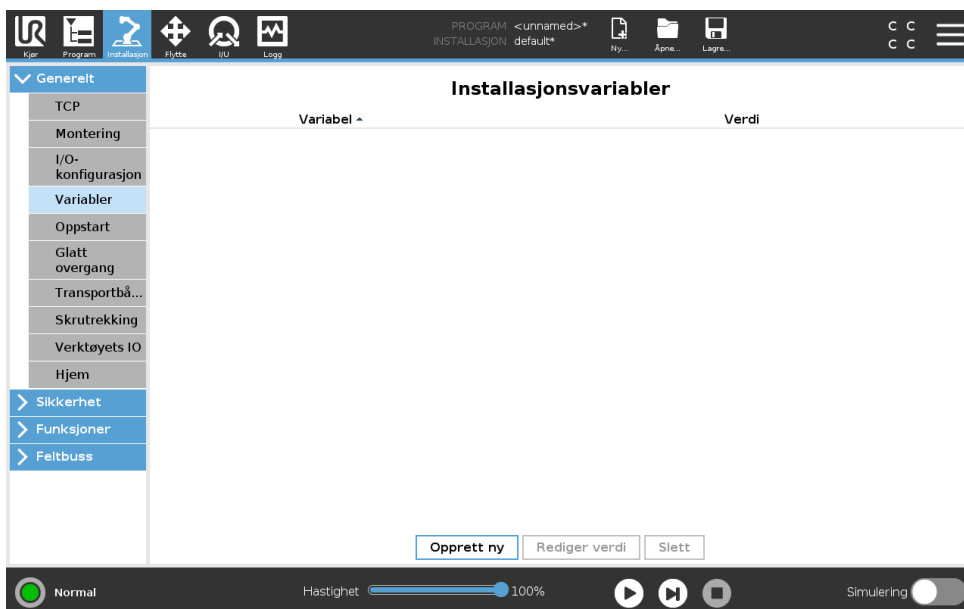 UR
Kjør
Program
Installasjon
Flytte
I/U
Logg
PROGRAM <unnamed>*
INSTALLASJON default*
Ny...
Åpne...
Lagre...
C C
C C
Generelt
TCP
Montering
I/O-
konfigurasjon
Variabler
Oppstart
Glatt
overgang
Transportbå...
Skrutrekking
Verktøyets IO
Hjem
Sikkerhet
Funksjoner
Feltbuss
Installasjonsvariabler
Variabel
Verdi
Opprett ny
Rediger verdi
Slett
Normal
Hastighet
100%
Simulering